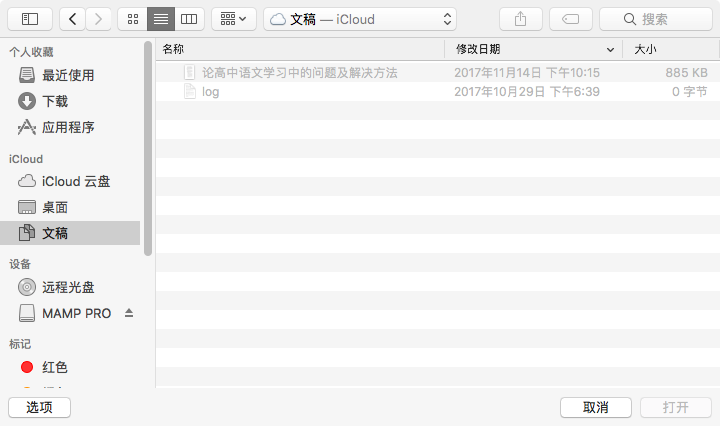 文稿 — iCloud
搜索
个人收藏
最近使用
下载
应用程序
iCloud
iCloud 云盘
桌面
文稿
设备
远程光盘
MAMP PRO
标记
红色
名称 修改日期 大小
论高中语文学习中的问题及解决方法 2017年11月14日 下午10:15 885 KB
log 2017年10月29日 下午6:39 0 字节
选项
取消
打开